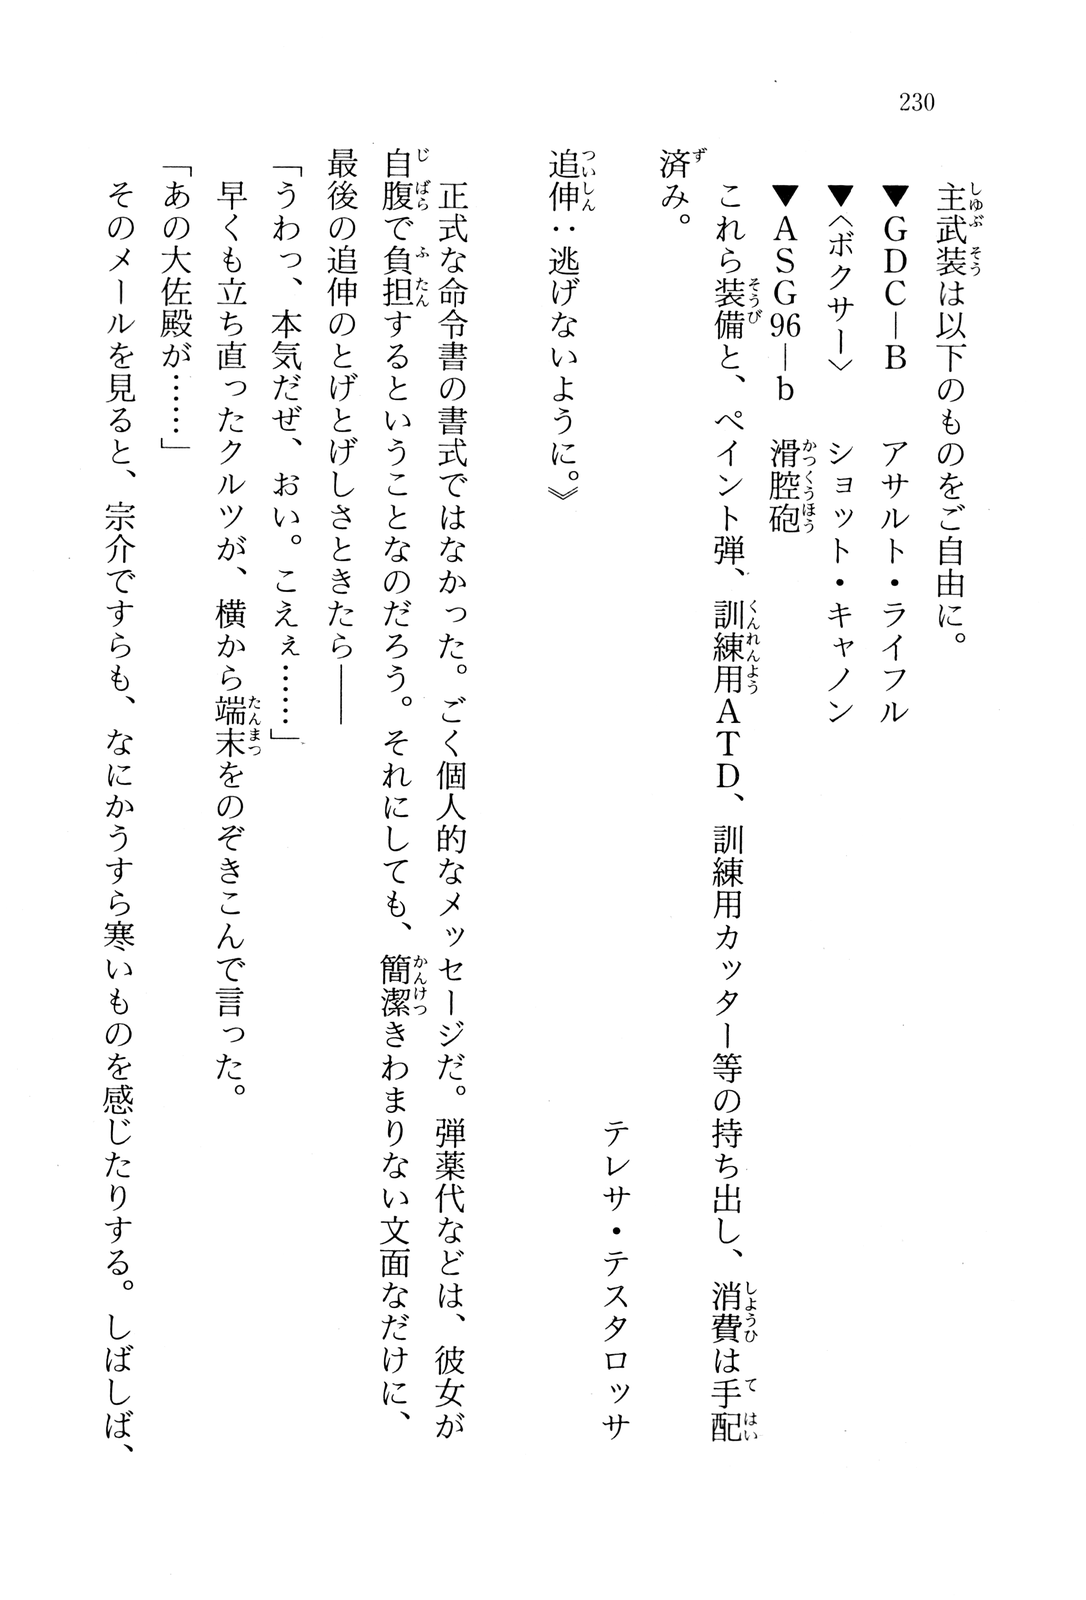 230
主武装は以下のものをご自由に。
▼GDC―B　アサルト・ライフル
▼〈ボクサー〉　ショット・キャノン
▼ASG96―b　滑腔砲
これら装備と、ペイント弾、訓練用ATD、訓練用カッター等の持ち出し、消費は手配
済み。
テレサ・テスタロッサ
追伸：逃げないように。》
正式な命令書の書式ではなかった。ごく個人的なメッセージだ。弾薬代などは、彼女が
自腹で負担するということなのだろう。それにしても、簡潔きわまりない文面なだけに、
最後の追伸のとげとげしさときたら――
「うわっ、本気だぜ、おい。こえぇ……」
早くも立ち直ったクルツが、横から端末をのぞきこんで言った。
「あの大佐殿が……」
そのメールを見ると、宗介ですらも、なにかうすら寒いものを感じたりする。しばしば、